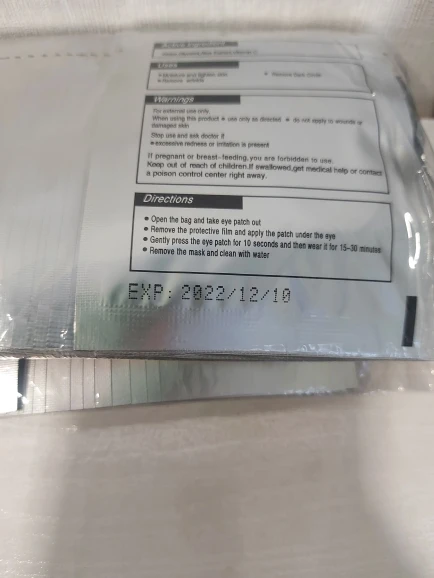 Active ingredient
Uses
Warnings
For external use only
When using this product • use only as directed • do not apply to wounds or
damaged skin
Stop use and ask doctor if
• excessive redness or irritation is present
If pregnant or breast-feeding, you are forbidden to use.
Keep out of reach of children.If swallowed,get medical help or contact
a poison control center right away.
Directions
• Open the bag and take eye patch out
• Remove the protective film and apply the patch under the eye
• Gently press the eye patch for 10 seconds and then wear it for 15-30 minutes
• Remove the mask and clean with water
EXP: 2022/12/10